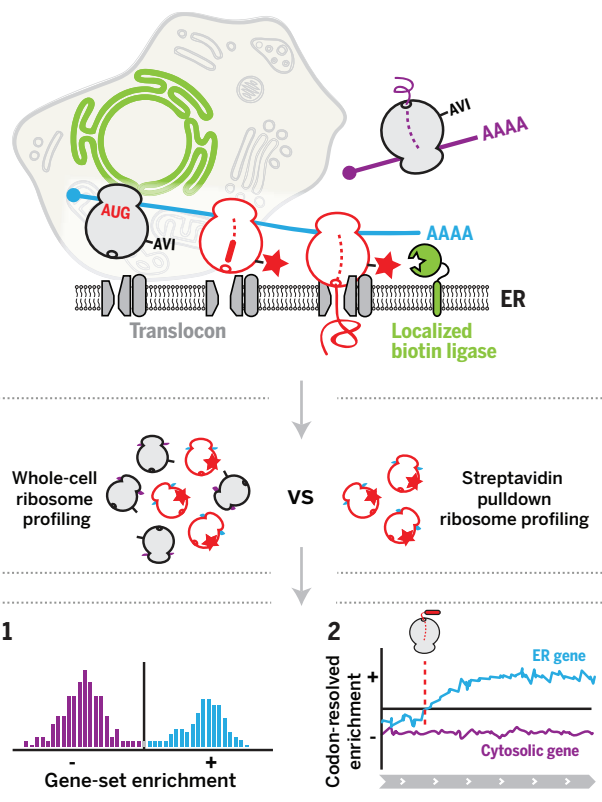 AVI
AAAA
AUG
AVI
AAAA
ER
Translocon
Localized
biotin ligase
Whole-cell
ribosome
profiling
VS
Streptavidin
pulldown
ribosome profiling
1
-
+
Gene-set enrichment
2
Codon-resolved
enrichment
+
-
ER gene
Cytosolic gene